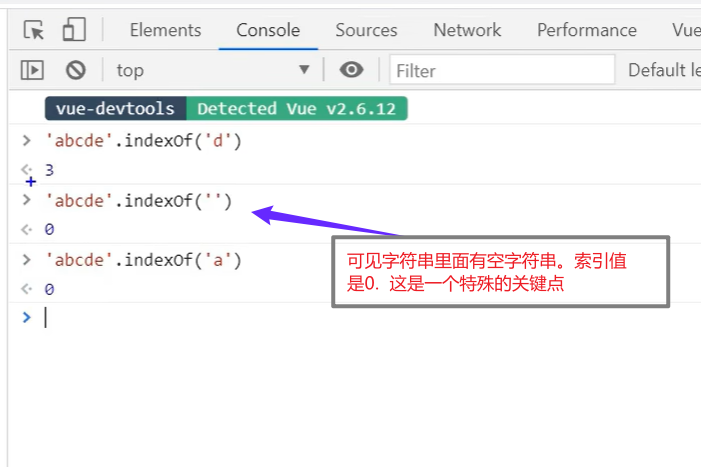 Elements Console Sources Network Performance Vue
top Filter Default le
vue-devtools Detected Vue v2.6.12
> 'abcde'.indexOf('d')
3
> 'abcde'.indexOf('')
0
可见字符串里面有空字符串。索引值
是0. 这是一个特殊的关键点
> 'abcde'.indexOf('a')
0
>